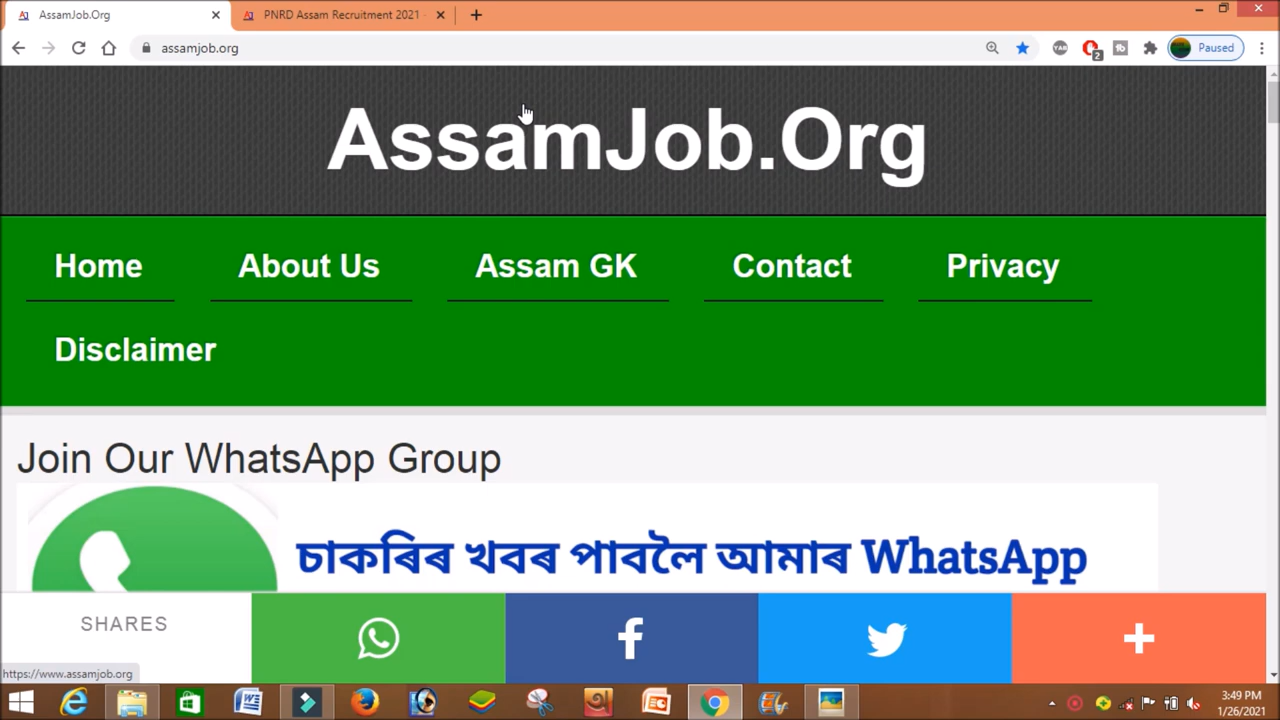 AssamJob.Org
PNRD Assam Recruitment 2021 -
assamjob.org
2
Paused
AssamJob.Org
Home
About Us
Assam GK
Contact
Privacy
Disclaimer
Join Our WhatsApp Group
চাকৰিৰ খবৰ পাবলৈ আমাৰ WhatsApp
SHARES
https://www.assamjob.org
3:49 PM
1/26/2021